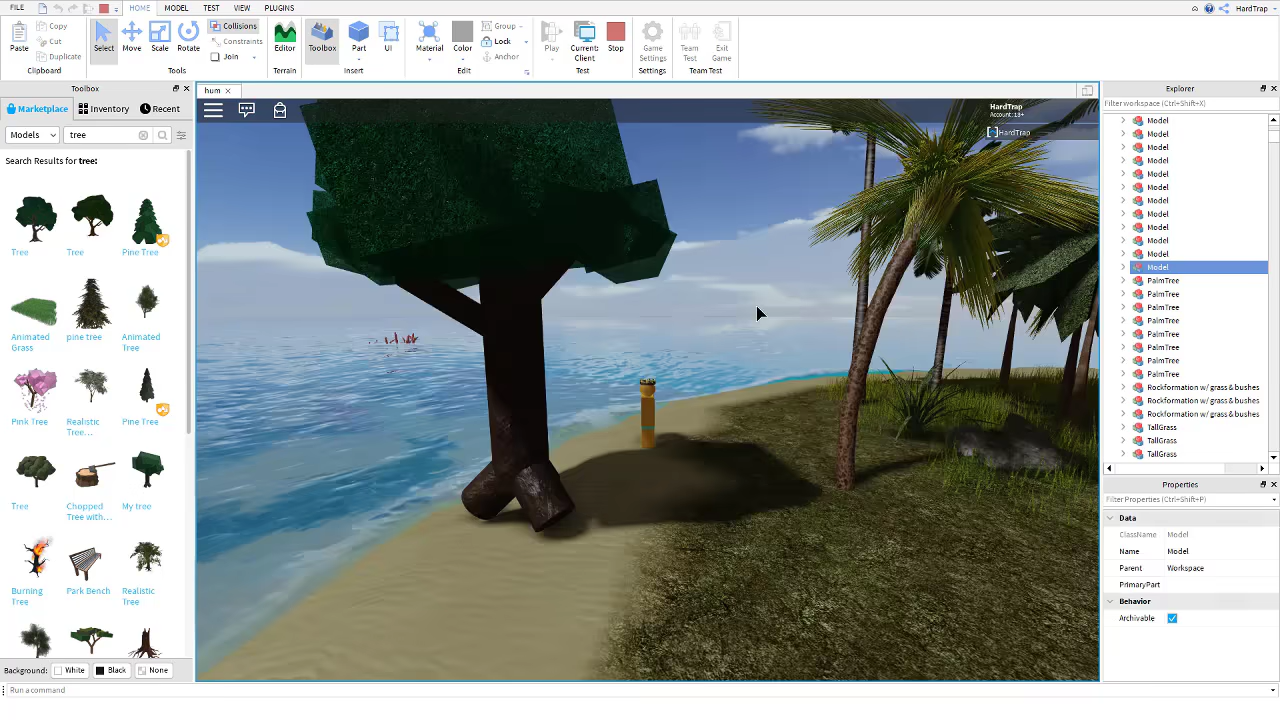 FILE
HOME
MODEL
TEST
VIEW
PLUGINS
HardTrap
Paste
Copy
Cut
Duplicate
Clipboard
Select
Move
Scale
Rotate
Collisions
Constraints
Join
Tools
Editor
Terrain
Toolbox
Part
UI
Insert
Material
Color
Group
Lock
Anchor
Edit
Play
Current:
Client
Stop
Test
Game
Settings
Settings
Team
Test
Exit
Game
Team Test
Toolbox
Marketplace
Inventory
Recent
Models
tree
Search Results for tree:
Tree
Tree
Pine Tree
Animated
Grass
pine tree
Animated
Tree
Pink Tree
Realistic
Tree...
Pine Tree
Tree
Chopped
Tree with...
My tree
Burning
Tree
Park Bench
Realistic
Tree
Background:
White
Black
None
Run a command
hum
HardTrap
Account: 13+
HardTrap
Explorer
Filter workspace (Ctrl+Shift+X)
Model
Model
Model
Model
Model
Model
Model
Model
Model
Model
Model
Model
PalmTree
PalmTree
PalmTree
PalmTree
PalmTree
PalmTree
PalmTree
PalmTree
Rockformation w/ grass & bushes
Rockformation w/ grass & bushes
Rockformation w/ grass & bushes
TallGrass
TallGrass
TallGrass
Properties
Filter Properties (Ctrl+Shift+P)
Data
ClassName Model
Name Model
Parent Workspace
PrimaryPart
Behavior
Archivable